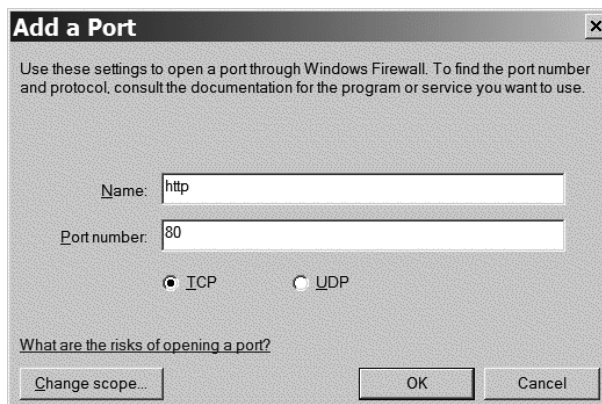 Add a Port
Use these settings to open a port through Windows Firewall. To find the port number
and protocol, consult the documentation for the program or service you want to use.
Name: http
Port number: 80
TCP UDP
What are the risks of opening a port?
Change scope... OK Cancel